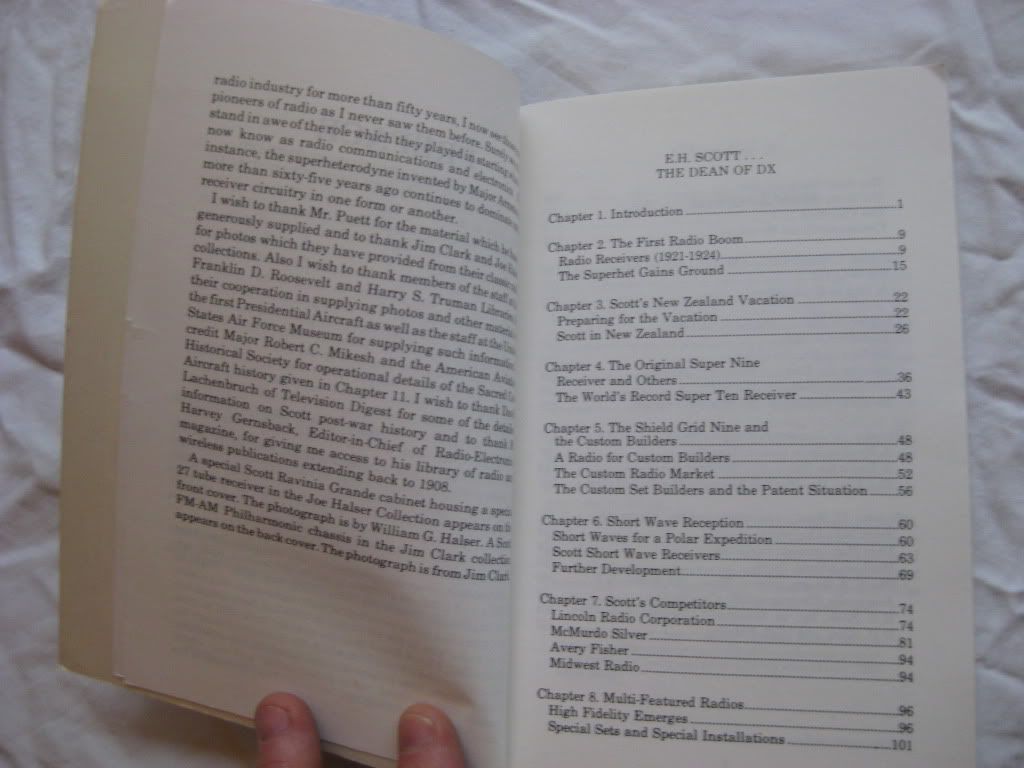 radio industry for more than fifty years, I now see
pioneers of radio as I never saw them before. Surely
stand in awe of the role which they played in starting
now know as radio communications and electronics
instance, the superheterodyne invented by Major
more than sixty-five years ago continues to dominate
receiver circuitry in one form or another.
I wish to thank Mr. Puett for the material which he
generously supplied and to thank Jim Clark and Joe
for photos which they have provided from their classic
collections. Also I wish to thank members of the staff
Franklin D. Roosevelt and Harry S. Truman
their cooperation in supplying photos and other
the first Presidential Aircraft as well as the staff at the
States Air Force Museum for supplying such
credit Major Robert C. Mikesh and the American
Historical Society for operational details of the Sacred
Aircraft history given in Chapter 11. I wish to thank
Lachenbruch of Television Digest for some of the
information on Scott post-war history and to thank
Harvey Gernsback, Editor-in-Chief of
magazine, for giving me access to his library of radio
wireless publications extending back to 1908.
A special Scott Ravinia Grande cabinet housing a
27 tube receiver in the Joe Halser Collection appears on
front cover. The photograph is by William G. Halser. A
FM-AM Philharmonic chassis in the Jim Clark
appears on the back cover. The photograph is from Jim
E.H. SCOTT . . .
THE DEAN OF DX
Chapter 1. Introduction 1
Chapter 2. The First Radio Boom 9
Radio Receivers (1921-1924) 9
The Superhet Gains Ground 15
Chapter 3. Scott's New Zealand Vacation 22
Preparing for the Vacation 22
Scott in New Zealand 26
Chapter 4. The Original Super Nine
Receiver and Others 36
The World's Record Super Ten Receiver 43
Chapter 5. The Shield Grid Nine and
the Custom Builders 48
A Radio for Custom Builders 48
The Custom Radio Market 52
The Custom Set Builders and the Patent Situation 56
Chapter 6. Short Wave Reception 60
Short Waves for a Polar Expedition 60
Scott Short Wave Receivers 63
Further Development 69
Chapter 7. Scott's Competitors 74
Lincoln Radio Corporation 74
McMurdo Silver 81
Avery Fisher 94
Midwest Radio 94
Chapter 8. Multi-Featured Radios 96
High Fidelity Emerges 96
Special Sets and Special Installations 101